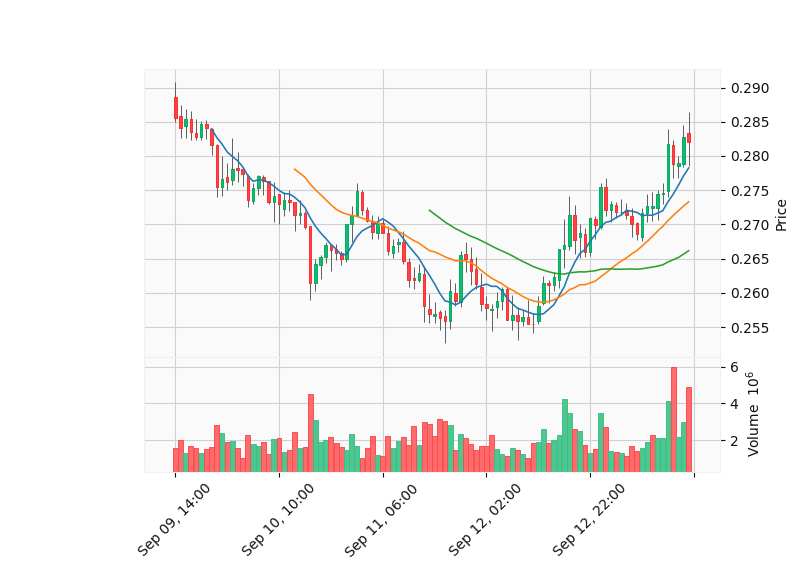 0.290
0.285
0.280
0.275
0.270
0.265
0.260
0.255
Price
6
4
2
Volume 10^6
Sep 09, 14:00
Sep 10, 10:00
Sep 11, 06:00
Sep 12, 02:00
Sep 12, 22:00